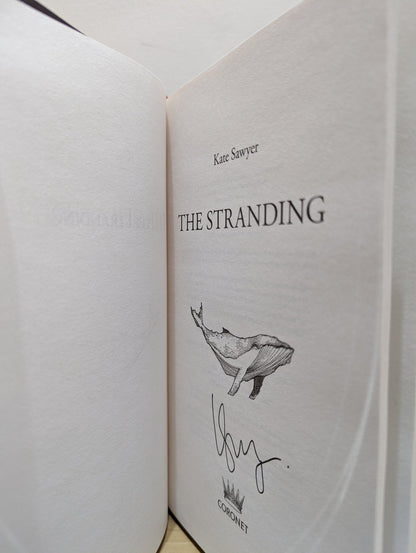 Kate Sawyer
THE STRANDING
CORONET